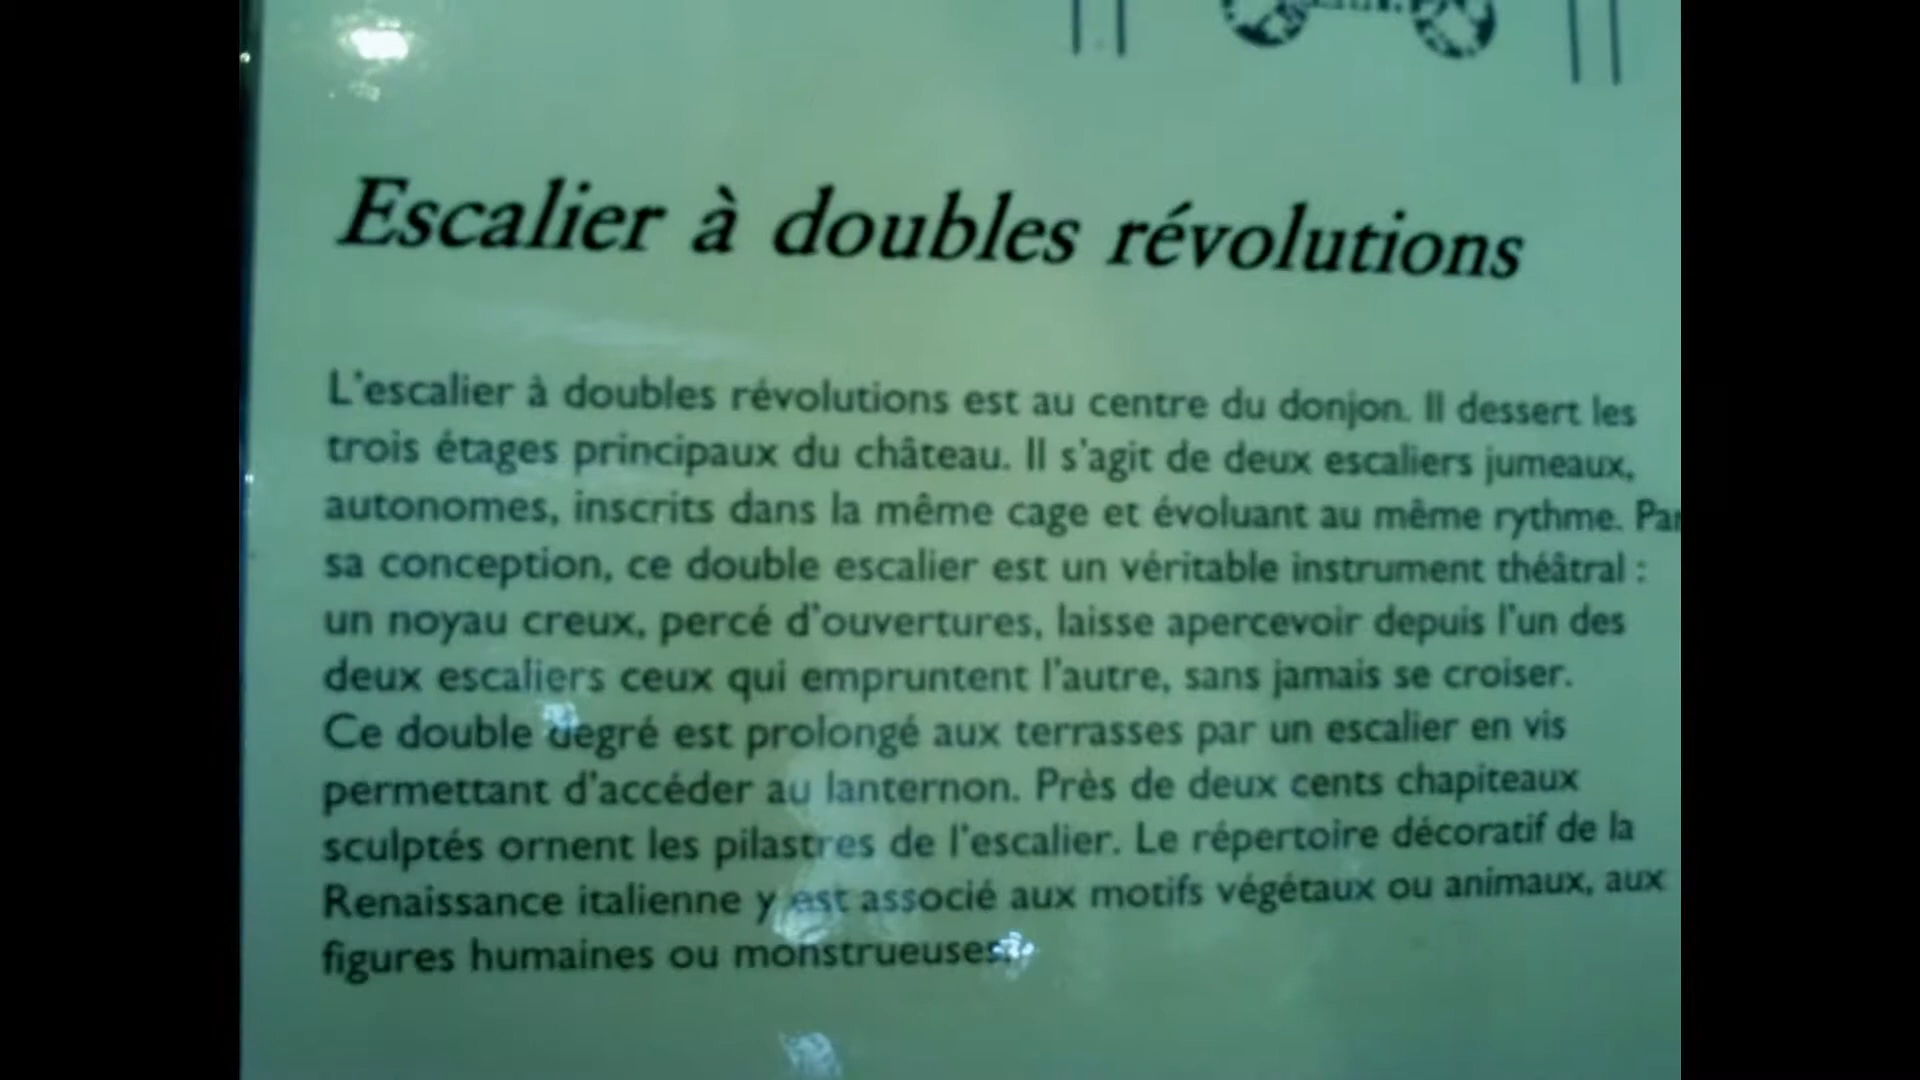 Escalier à doubles révolutions
L'escalier à doubles révolutions est au centre du donjon. Il dessert les
trois étages principaux du château. Il s'agit de deux escaliers jumeaux,
autonomes, inscrits dans la même cage et évoluant au même rythme. Par
sa conception, ce double escalier est un véritable instrument théâtral :
un noyau creux, percé d'ouvertures, laisse apercevoir depuis l'un des
deux escaliers ceux qui empruntent l'autre, sans jamais se croiser.
Ce double degré est prolongé aux terrasses par un escalier en vis
permettant d'accéder au lanternon. Près de deux cents chapiteaux
sculptés ornent les pilastres de l'escalier. Le répertoire décoratif de la
Renaissance italienne y est associé aux motifs végétaux ou animaux, aux
figures humaines ou monstrueuses.